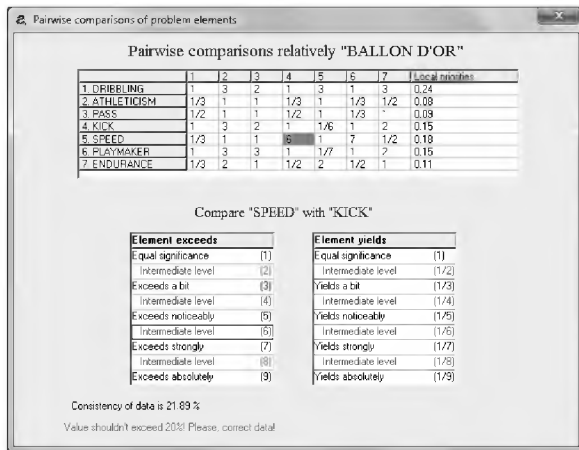 Pairwise comparisons of problem elements
Pairwise comparisons relatively "BALLON D'OR"
1 2 3 4 5 6 7 Local priorities
1. DRIBBLING 1 3 2 1 3 1 3 0.24
2. ATHLETICISM 1/3 1 1 1/3 1 1/3 1/2 0.08
3. PASS 1/2 1 1 1/2 1 1/3 1 0.09
4. KICK 1 3 2 1 1/6 1 2 0.15
5. SPEED 1/3 1 1 6 1 7 1/2 0.18
6. PLAYMAKER 1 3 3 1 1/7 1 2 0.15
7. ENDURANCE 1/3 2 1 1/2 2 1/2 1 0.11
Compare "SPEED" with "KICK"
Element exceeds Element yields
Equal significance (1) Equal significance (1)
Intermediate level (2) Intermediate level (1/2)
Exceeds a bit (3) Yields a bit (1/3)
Intermediate level (4) Intermediate level (1/4)
Exceeds noticeably (5) Yields noticeably (1/5)
Intermediate level (6) Intermediate level (1/6)
Exceeds strongly (7) Yields strongly (1/7)
Intermediate level (8) Intermediate level (1/8)
Exceeds absolutely (9) Yields absolutely (1/9)
Consistency of data is 21.89 %
Value shouldn't exceed 20%! Please, correct data!